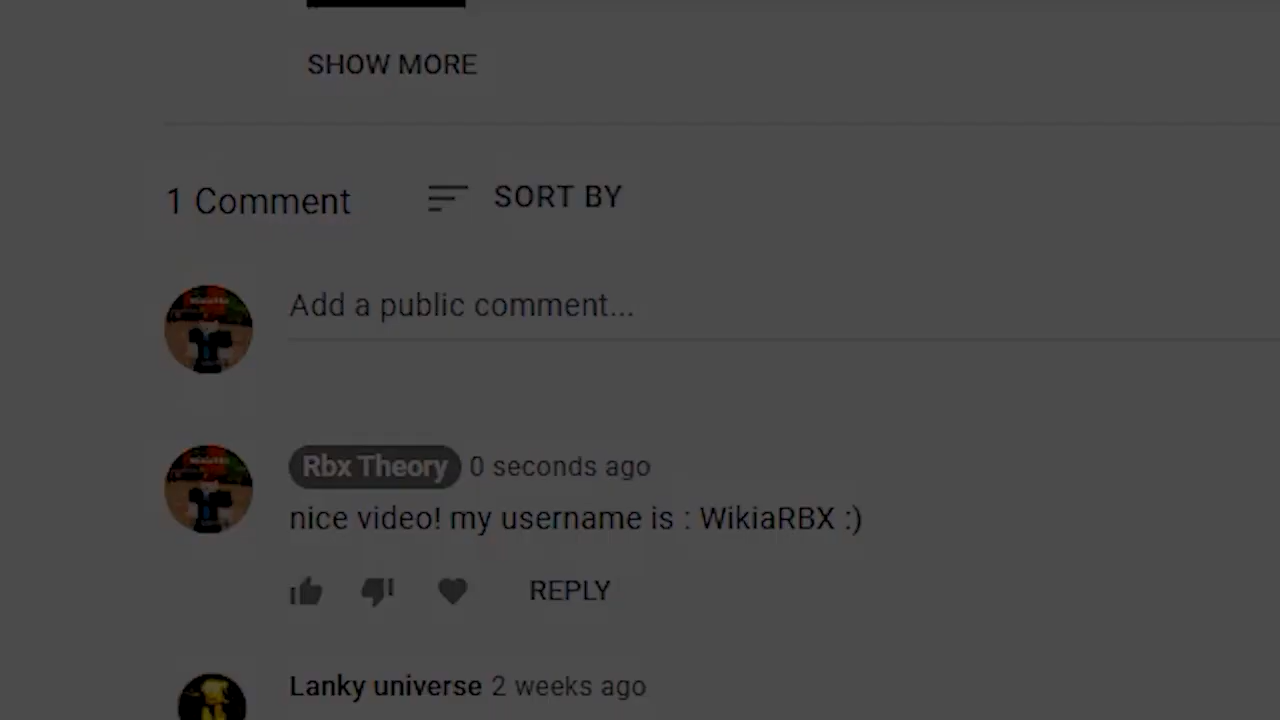 SHOW MORE
1 Comment
SORT BY
Add a public comment...
Rbx Theory 0 seconds ago
nice video! my username is : WikiaRBX :)
REPLY
Lanky universe 2 weeks ago